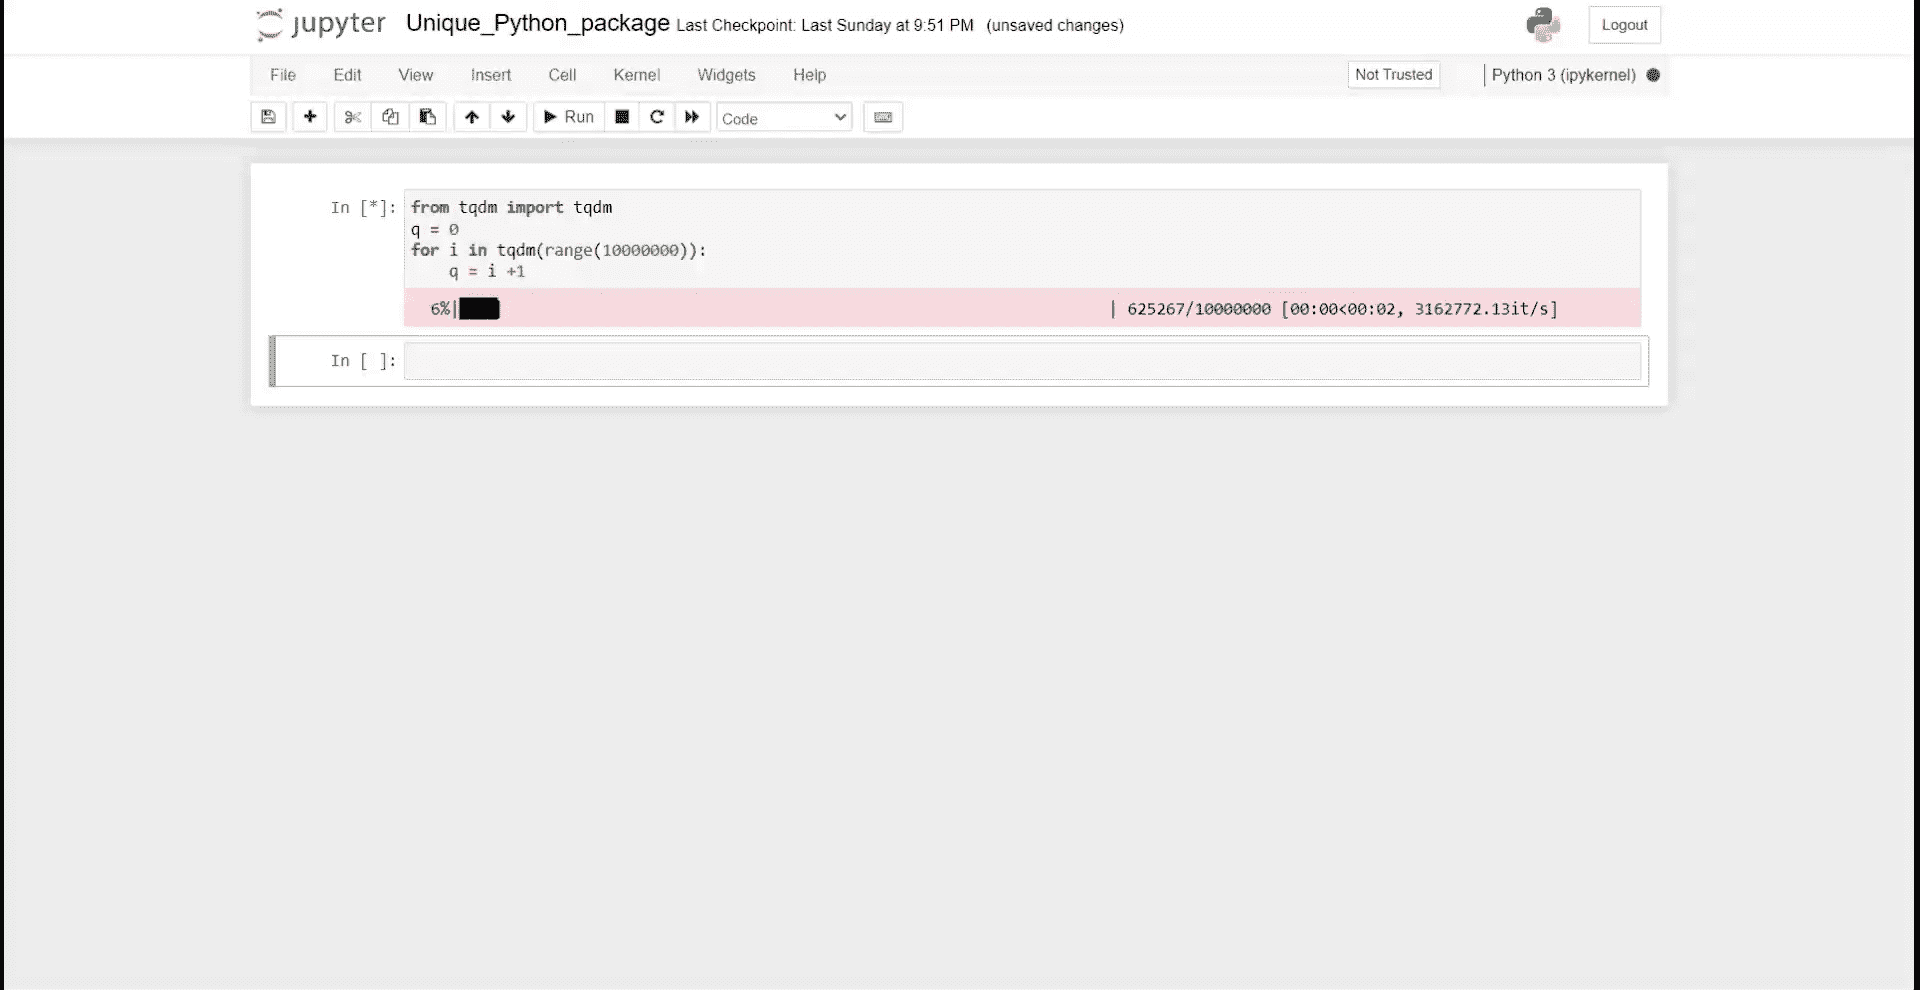 jupyter Unique_Python_package Last Checkpoint: Last Sunday at 9:51 PM (unsaved changes) Logout
File Edit View Insert Cell Kernel Widgets Help Not Trusted Python 3 (ipykernel)
Run Code
In [*]: from tqdm import tqdm
q = 0
for i in tqdm(range(10000000)):
    q = i +1
6%| | 625267/10000000 [00:00<00:02, 3162772.13it/s]
In [ ]: